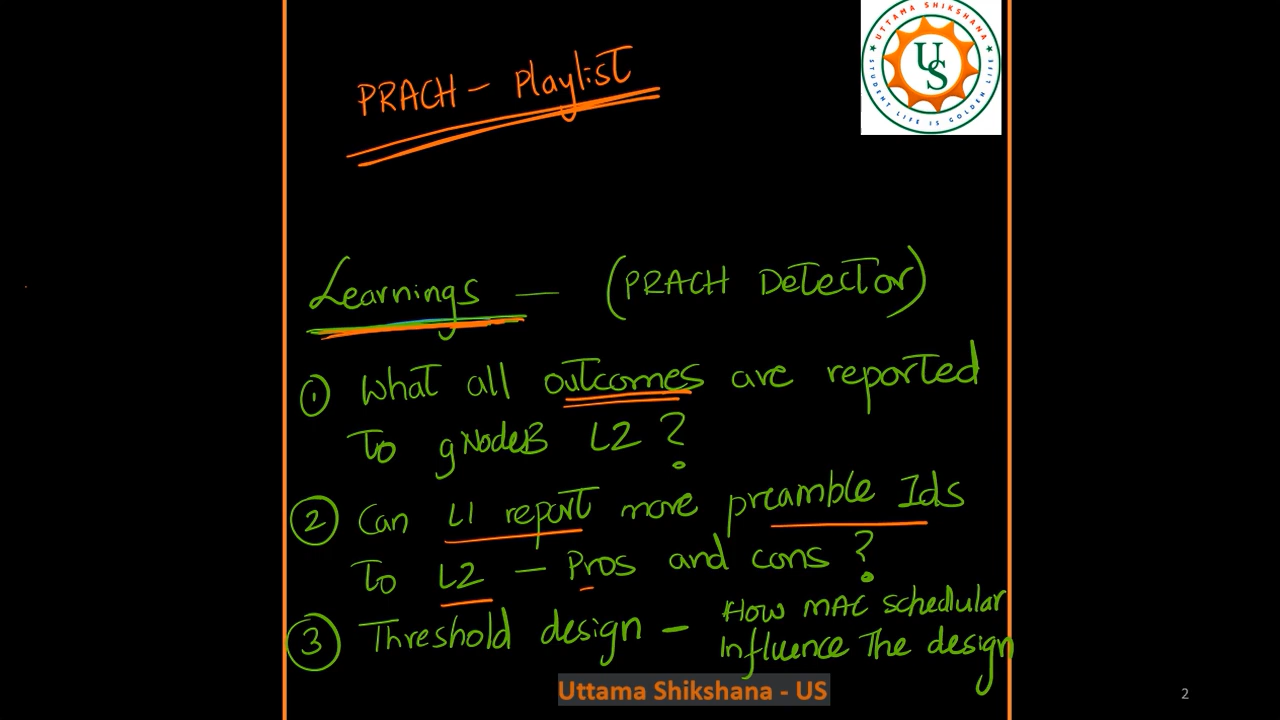 UTTAMA SHIKSHANA
US
STUDENT LIFE IS GOLDEN LIFE
PRACH - Playlist
Learnings - (PRACH Detector)
1 What all outcomes are reported
To gNodeB L2?
2 Can L1 report more preamble Ids
To L2 - Pros and cons?
3 Threshold design - How MAC schedular
Influence The design
Uttama Shikshana - US
2